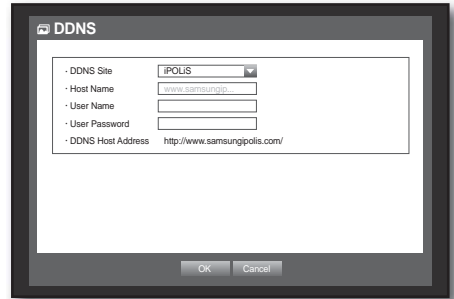 DDNS
· DDNS Site iPOLiS
· Host Name www.samsungip...
· User Name
· User Password
· DDNS Host Address http://www.samsungipolis.com/
OK Cancel